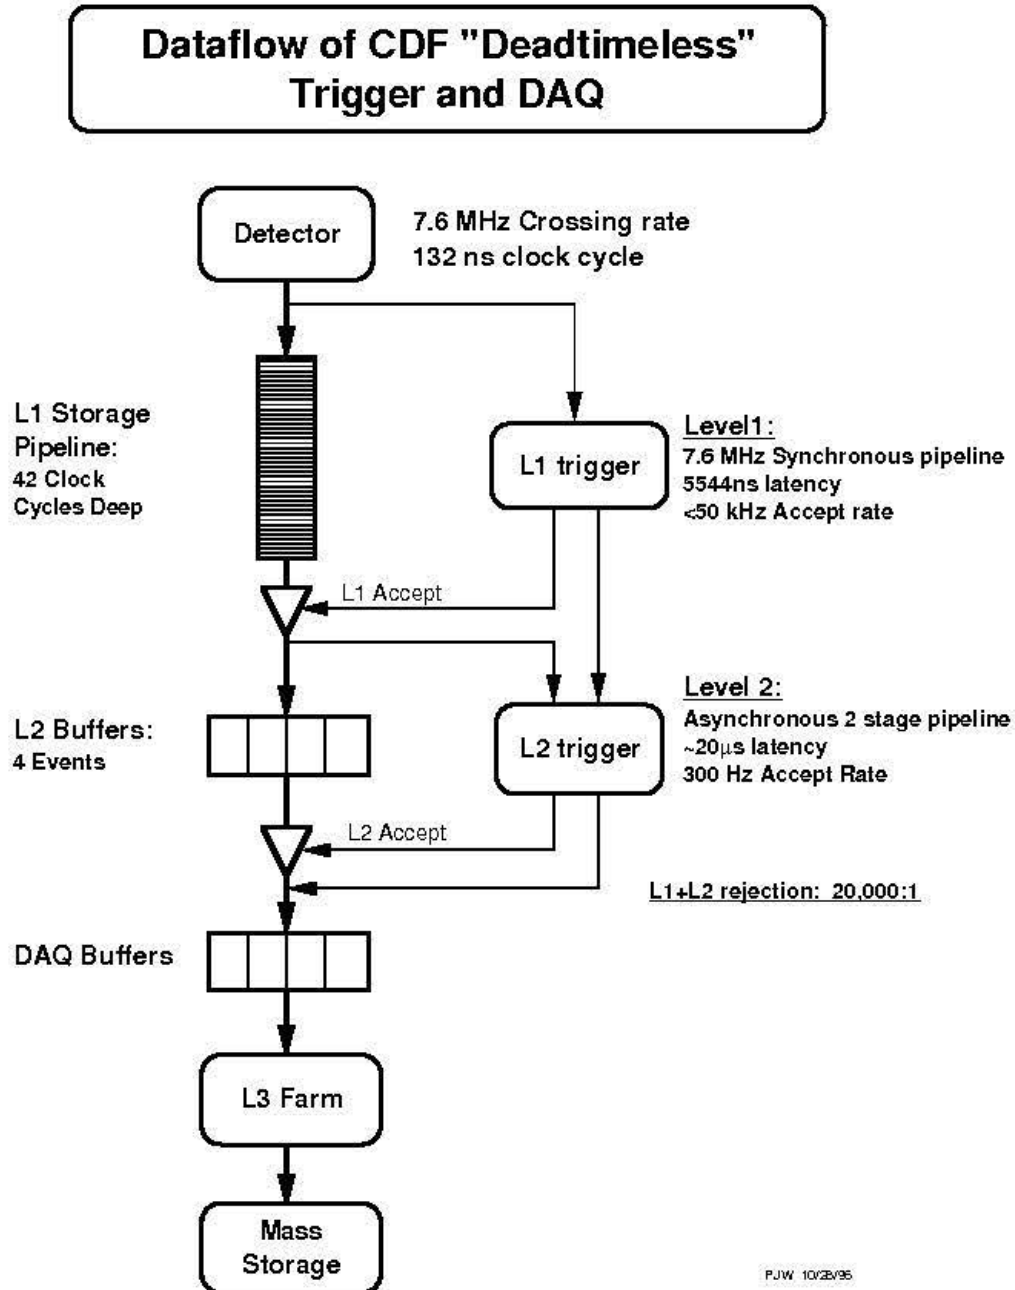 Dataflow of CDF "Deadtimeless"
Trigger and DAQ
Detector
7.6 MHz Crossing rate
132 ns clock cycle
L1 Storage
Pipeline:
42 Clock
Cycles Deep
L1 trigger
Level1:
7.6 MHz Synchronous pipeline
5544ns latency
<50 kHz Accept rate
L1 Accept
L2 Buffers:
4 Events
L2 trigger
Level 2:
Asynchronous 2 stage pipeline
~20μs latency
300 Hz Accept Rate
L2 Accept
L1+L2 rejection: 20,000:1
DAQ Buffers
L3 Farm
Mass
Storage
PJW